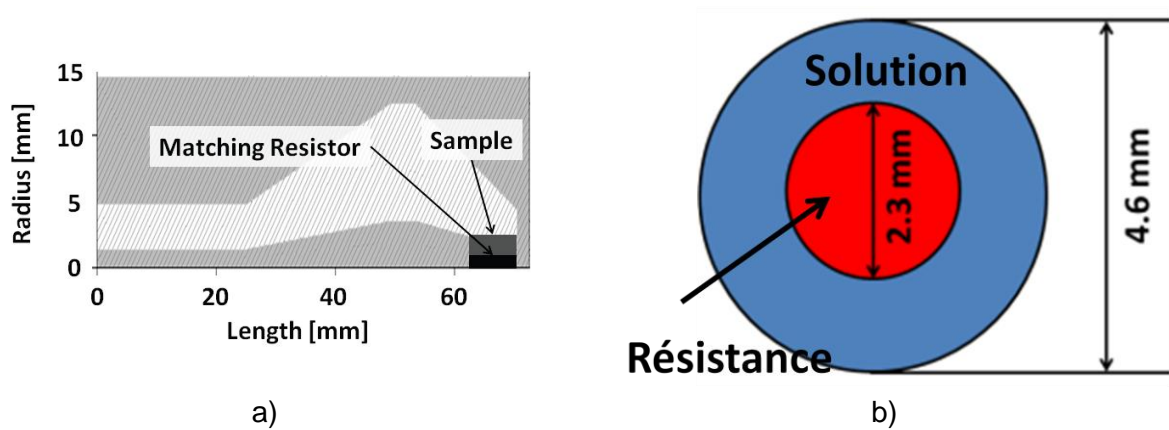 15
10
5
0
Radius [mm]
Matching Resistor
Sample
0
20
40
60
Length [mm]
a)
Solution
2.3 mm
4.6 mm
Résistance
b)